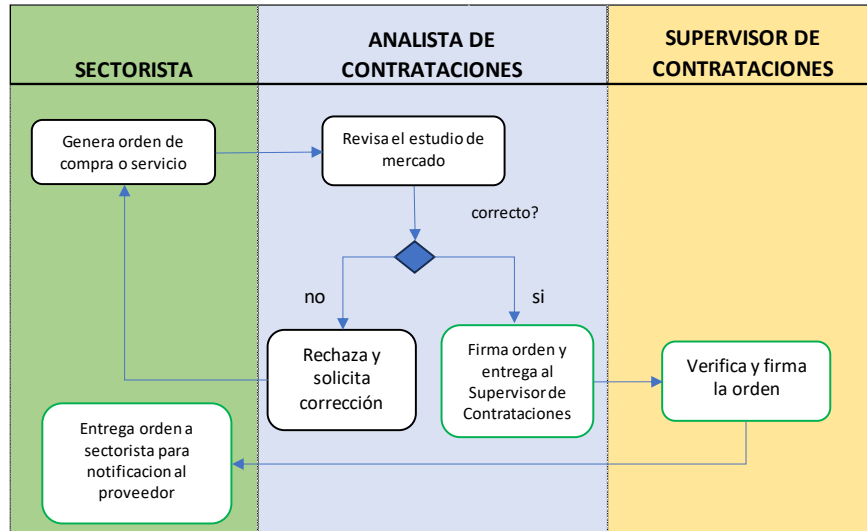 SECTORISTA
ANALISTA DE
CONTRATACIONES
SUPERVISOR DE
CONTRATACIONES
Genera orden de
compra o servicio
Revisa el estudio de
mercado
correcto?
no
si
Rechaza y
solicita
corrección
Firma orden y
entrega al
Supervisor de
Contrataciones
Verifica y firma
la orden
Entrega orden a
sectorista para
notificacion al
proveedor